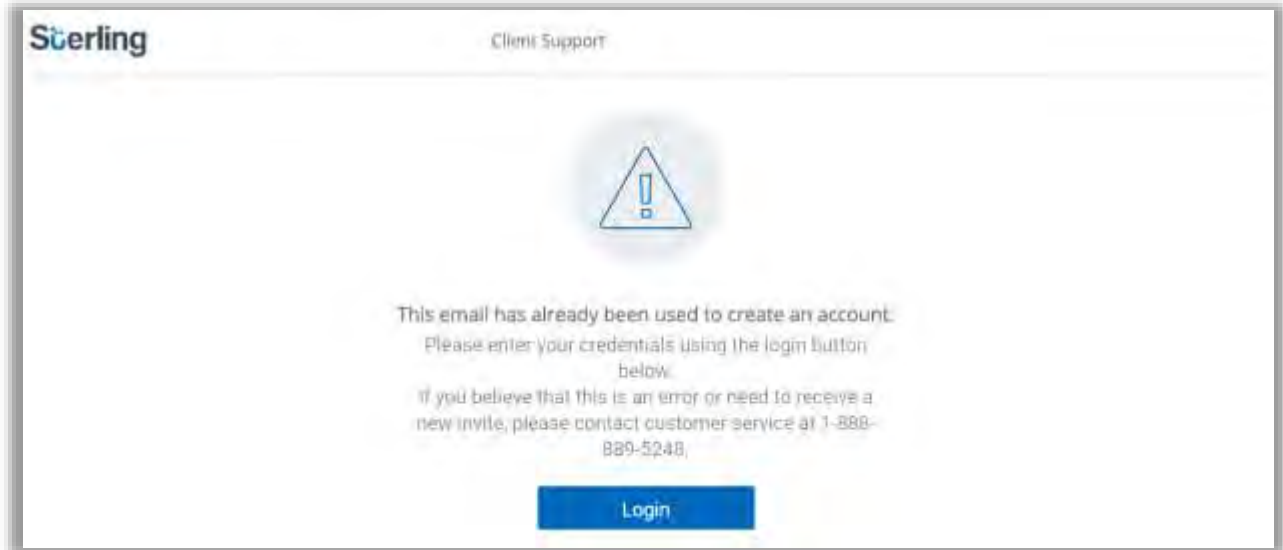 Sterling
Client Support
This email has already been used to create an account.
Please enter your credentials using the login button
below.
If you believe that this is an error or need to receive a
new invite, please contact customer service at 1-888-
889-5248.
Login